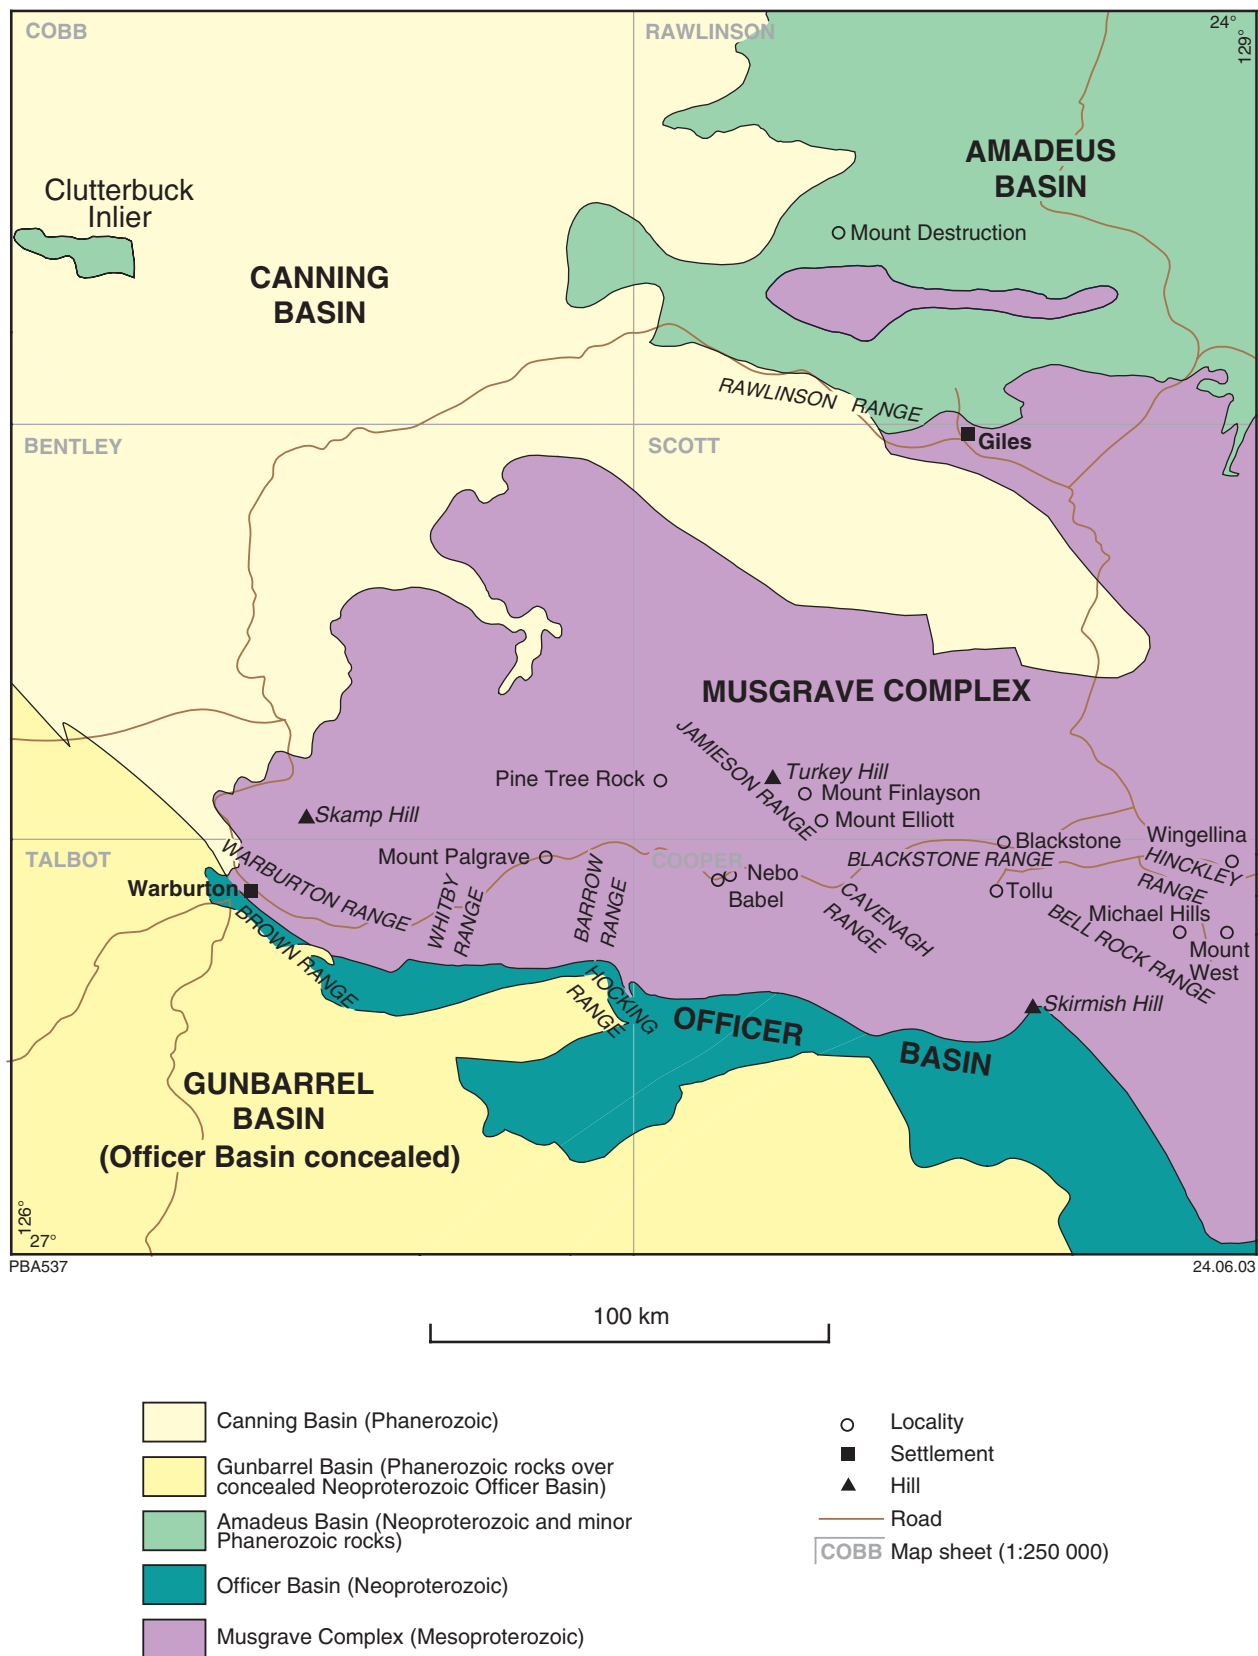 COBB
RAWLINSON
24°
129°
AMADEUS
BASIN
Clutterbuck
Inlier
Mount Destruction
CANNING
BASIN
RAWLINSON RANGE
BENTLEY
SCOTT
Giles
MUSGRAVE COMPLEX
JAMIESON RANGE
Turkey Hill
Pine Tree Rock
Mount Finlayson
Skamp Hill
Mount Elliott
Blackstone
Wingellina
TALBOT
WARBURTON RANGE
Mount Palgrave
COOPER
BLACKSTONE RANGE
HINCKLEY
RANGE
Nebo
Babel
Warburton
Tollu
WHITBY
RANGE
BARROW
RANGE
CAVENAGH
RANGE
Michael Hills
BROWN RANGE
BELL ROCK RANGE
Mount
West
HOCKING
RANGE
Skirmish Hill
OFFICER BASIN
GUNBARREL
BASIN
(Officer Basin concealed)
126°
27°
PBA537
24.06.03
100 km
Canning Basin (Phanerozoic)
Gunbarrel Basin (Phanerozoic rocks over
concealed Neoproterozoic Officer Basin)
Amadeus Basin (Neoproterozoic and minor
Phanerozoic rocks)
Officer Basin (Neoproterozoic)
Musgrave Complex (Mesoproterozoic)
Locality
Settlement
Hill
Road
COBB Map sheet (1:250 000)